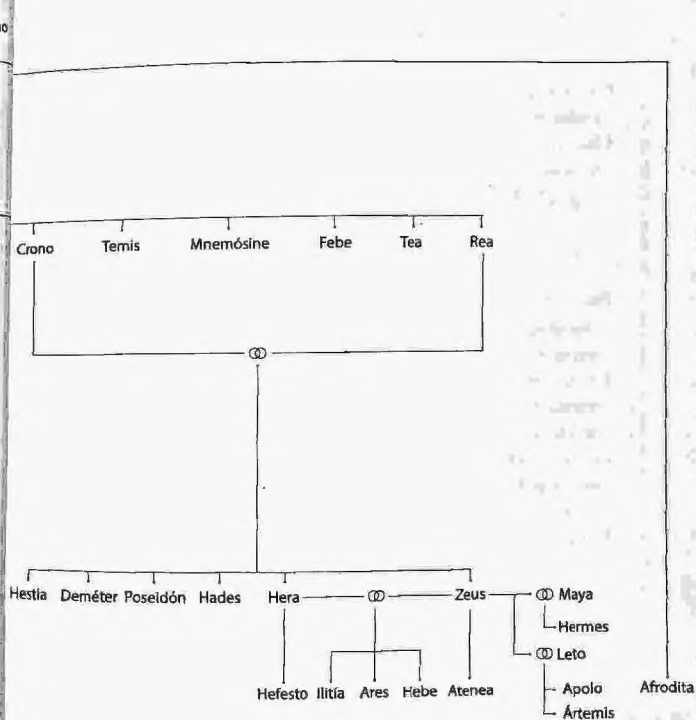 Crono Temis Mnemósine Febe Tea Rea
Hestia Deméter Poseidón Hades Hera Zeus Maya
Hermes
Leto
Hefesto Ilitía Ares Hebe Atenea Apolo Afrodita
Ártemis